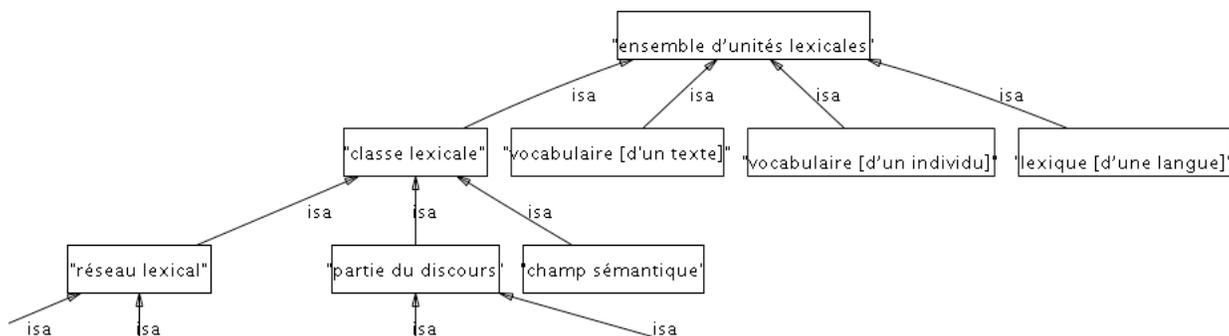 "ensemble d'unités lexicales"
isa
isa
isa
isa
"classe lexicale"
"vocabulaire [d'un texte]"
"vocabulaire [d'un individu]"
"lexique [d'une langue]"
isa
isa
isa
"réseau lexical"
"partie du discours"
"champ sémantique"
isa
isa
isa
isa